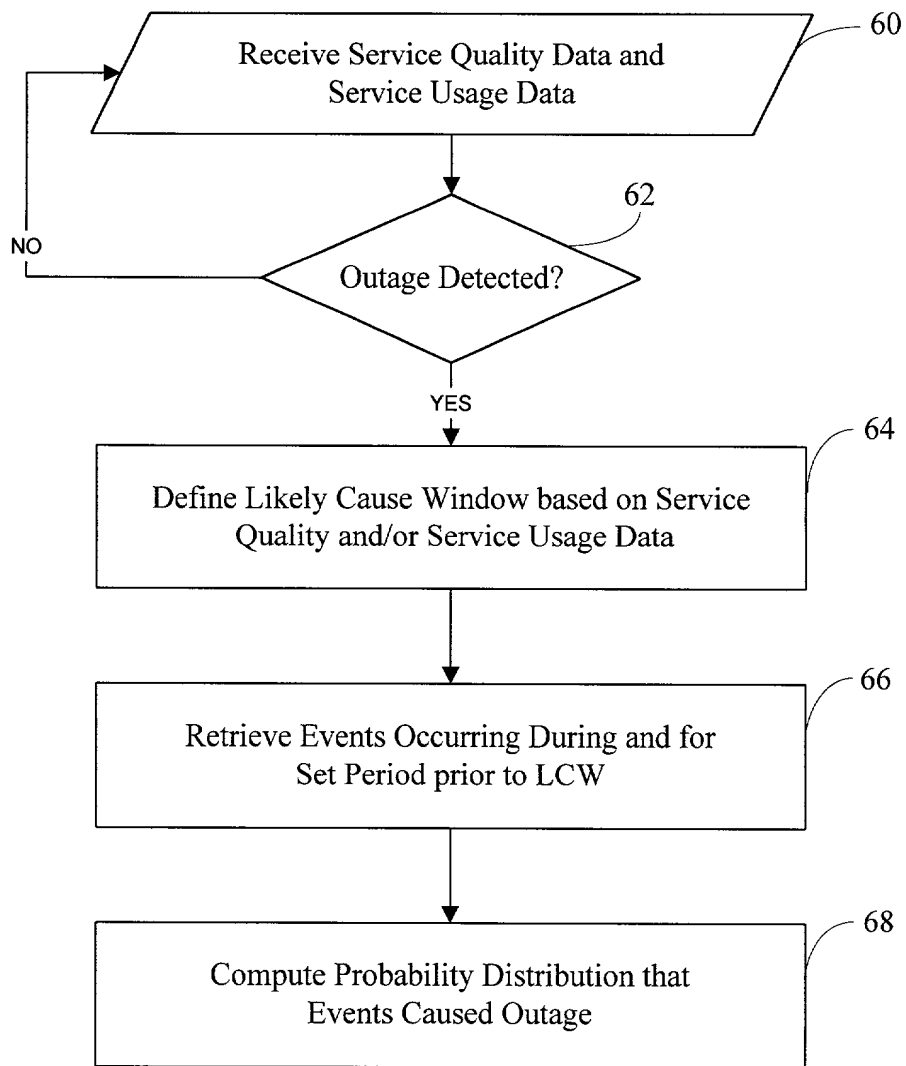 60
Receive Service Quality Data and
Service Usage Data
62
NO
Outage Detected?
YES
64
Define Likely Cause Window based on Service
Quality and/or Service Usage Data
66
Retrieve Events Occurring During and for
Set Period prior to LCW
68
Compute Probability Distribution that
Events Caused Outage